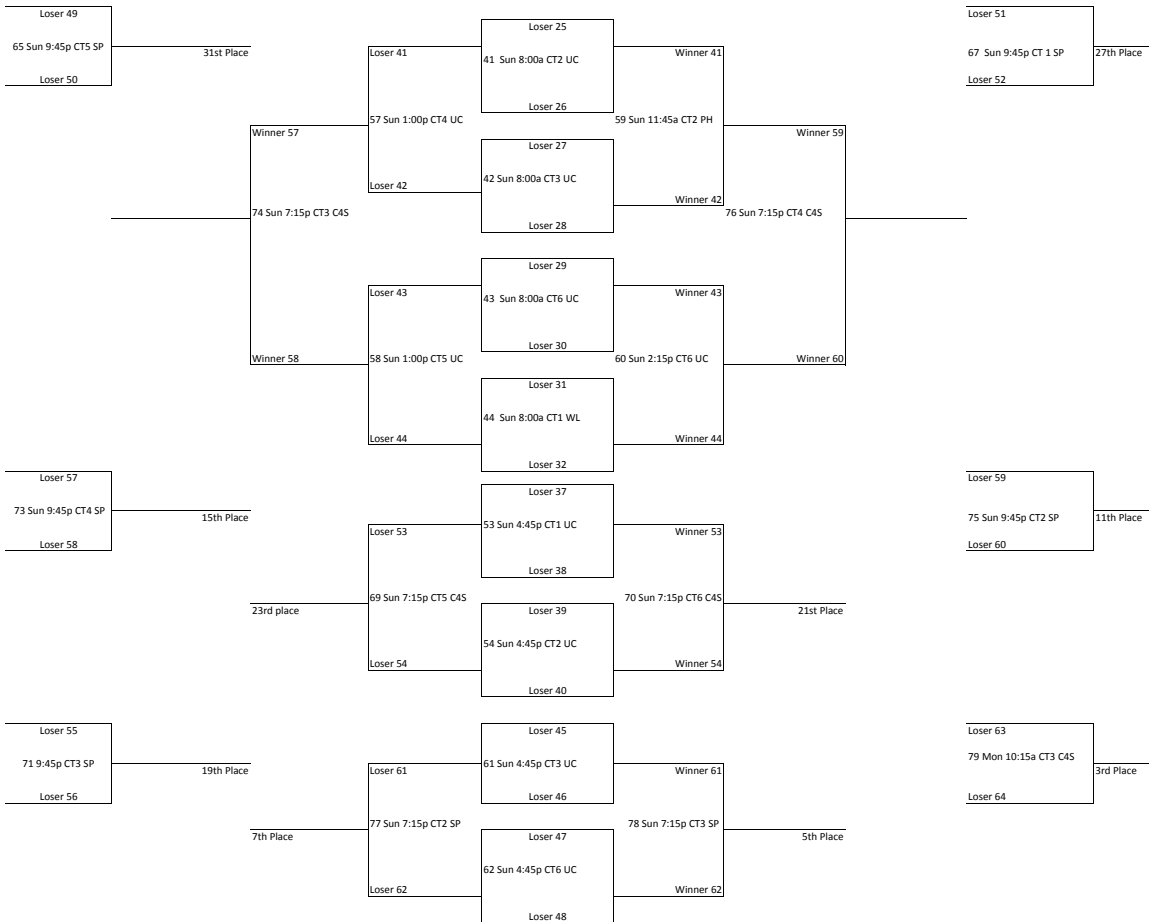 Loser 49
65 Sun 9:45p CT5 SP
31st Place
Loser 50
Loser 41
Loser 25
41 Sun 8:00a CT2 UC
Loser 26
Winner 41
Loser 51
67 Sun 9:45p CT 1 SP
27th Place
Loser 52
57 Sun 1:00p CT4 UC
59 Sun 11:45a CT2 PH
Winner 57
Loser 27
42 Sun 8:00a CT3 UC
Loser 28
Winner 59
Loser 42
Winner 42
74 Sun 7:15p CT3 C4S
76 Sun 7:15p CT4 C4S
Loser 29
Loser 43
43 Sun 8:00a CT6 UC
Winner 43
Loser 30
Winner 58
58 Sun 1:00p CT5 UC
60 Sun 2:15p CT6 UC
Winner 60
Loser 31
44 Sun 8:00a CT1 WL
Loser 44
Winner 44
Loser 32
Loser 57
73 Sun 9:45p CT4 SP
15th Place
Loser 58
Loser 59
75 Sun 9:45p CT2 SP
11th Place
Loser 60
Loser 37
Loser 53
53 Sun 4:45p CT1 UC
Winner 53
Loser 38
23rd place
69 Sun 7:15p CT5 C4S
70 Sun 7:15p CT6 C4S
21st Place
Loser 39
54 Sun 4:45p CT2 UC
Loser 54
Winner 54
Loser 40
Loser 55
71 9:45p CT3 SP
19th Place
Loser 56
Loser 45
Loser 61
61 Sun 4:45p CT3 UC
Winner 61
Loser 46
Loser 63
79 Mon 10:15a CT3 C4S
3rd Place
Loser 64
7th Place
77 Sun 7:15p CT2 SP
78 Sun 7:15p CT3 SP
5th Place
Loser 47
62 Sun 4:45p CT6 UC
Loser 62
Winner 62
Loser 48